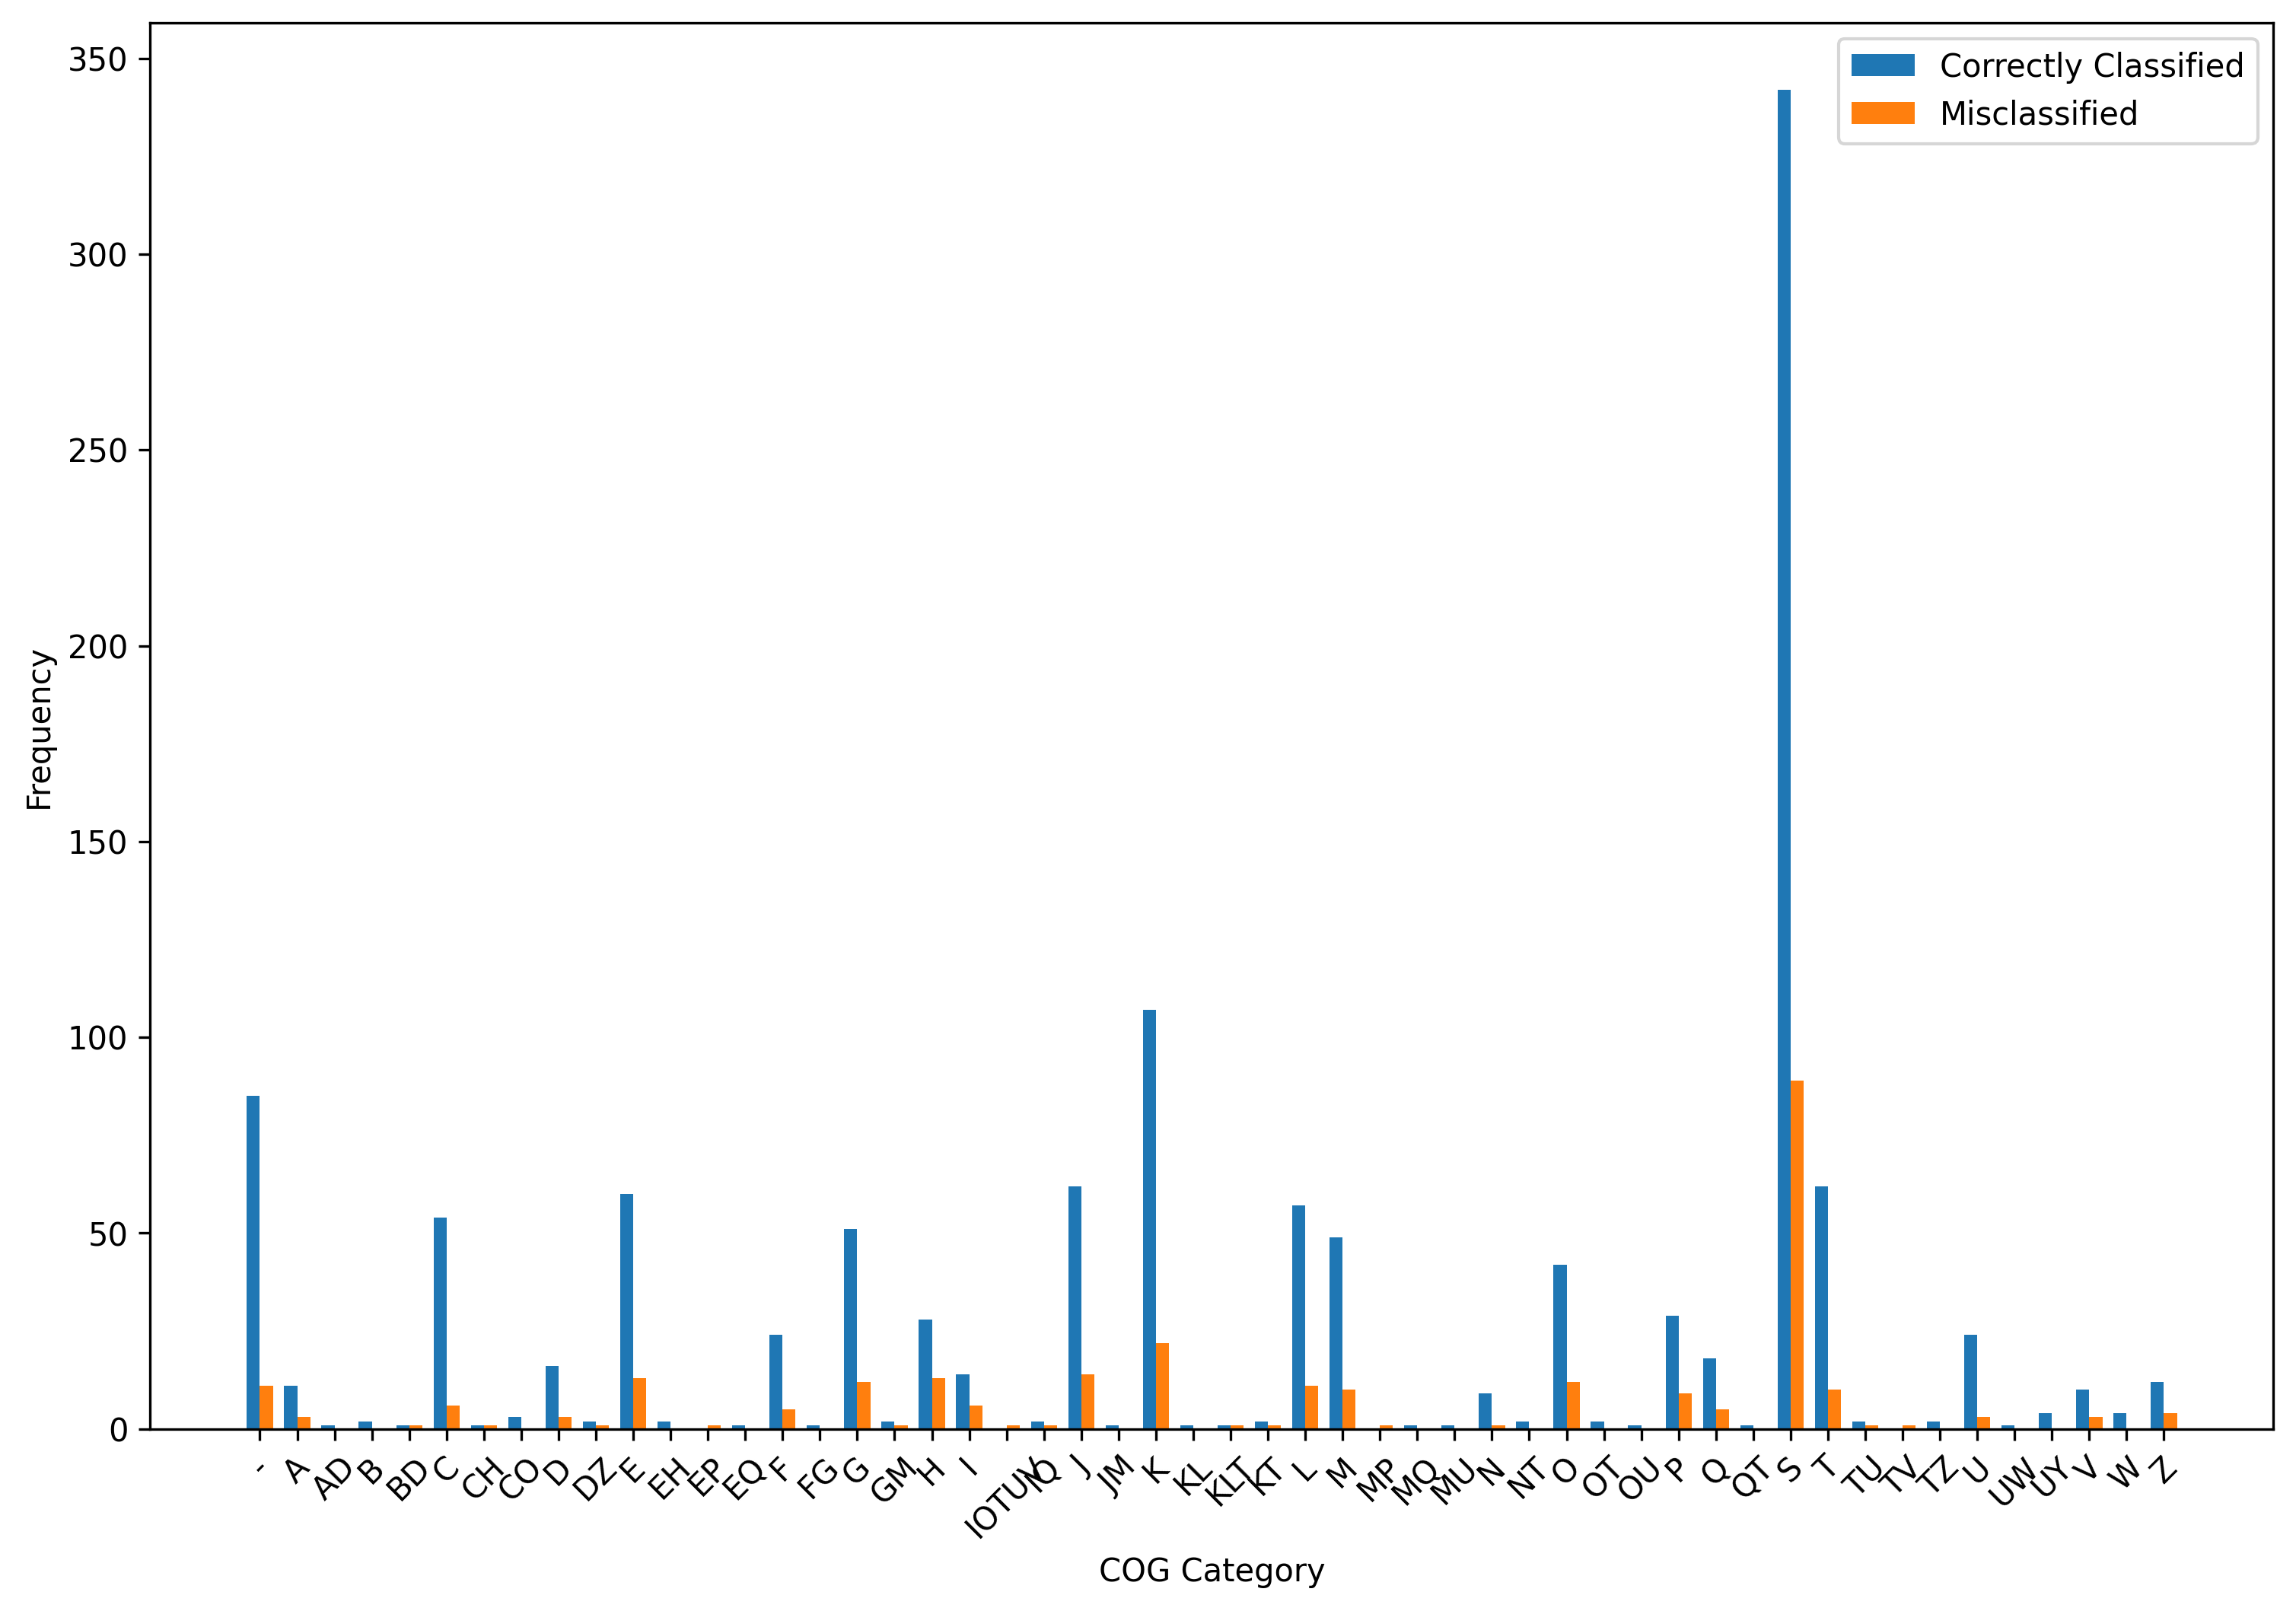 350
300
250
200
150
100
50
0
Frequency
Correctly Classified
Misclassified
- A AD B BD C CH CO D DZ E EH EP EQ F FG G GM H I IOTUW IQ J JM K KL KLT KT L M MP MQ MU N NT O OT OU P Q QT S T TU TV TZ U UW UY V W Z
COG Category